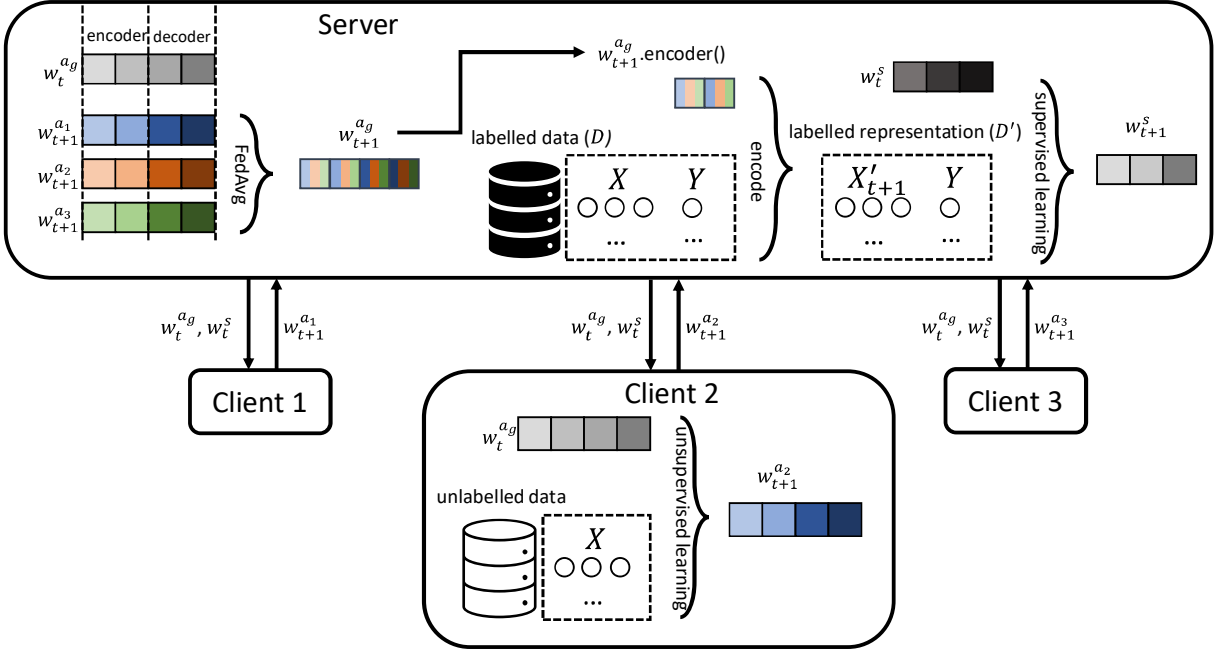 Server
encoder decoder
$w_t^{a_g}$
$w_{t+1}^{a_1}$
$w_{t+1}^{a_2}$
$w_{t+1}^{a_3}$
FedAvg
$w_{t+1}^{a_g}$
$w_{t+1}^{a_g}$.encoder()
labelled data ($D$)
$X$ $Y$
... ...
encode
$w_t^s$
labelled representation ($D'$)
$X'_{t+1}$ $Y$
... ...
supervised learning
$w_{t+1}^s$
$w_t^{a_g}, w_t^s$ $w_{t+1}^{a_1}$
$w_t^{a_g}, w_t^s$ $w_{t+1}^{a_2}$
$w_t^{a_g}, w_t^s$ $w_{t+1}^{a_3}$
Client 1
Client 2
Client 3
$w_t^{a_g}$
unlabelled data
$X$
...
unsupervised learning
$w_{t+1}^{a_2}$